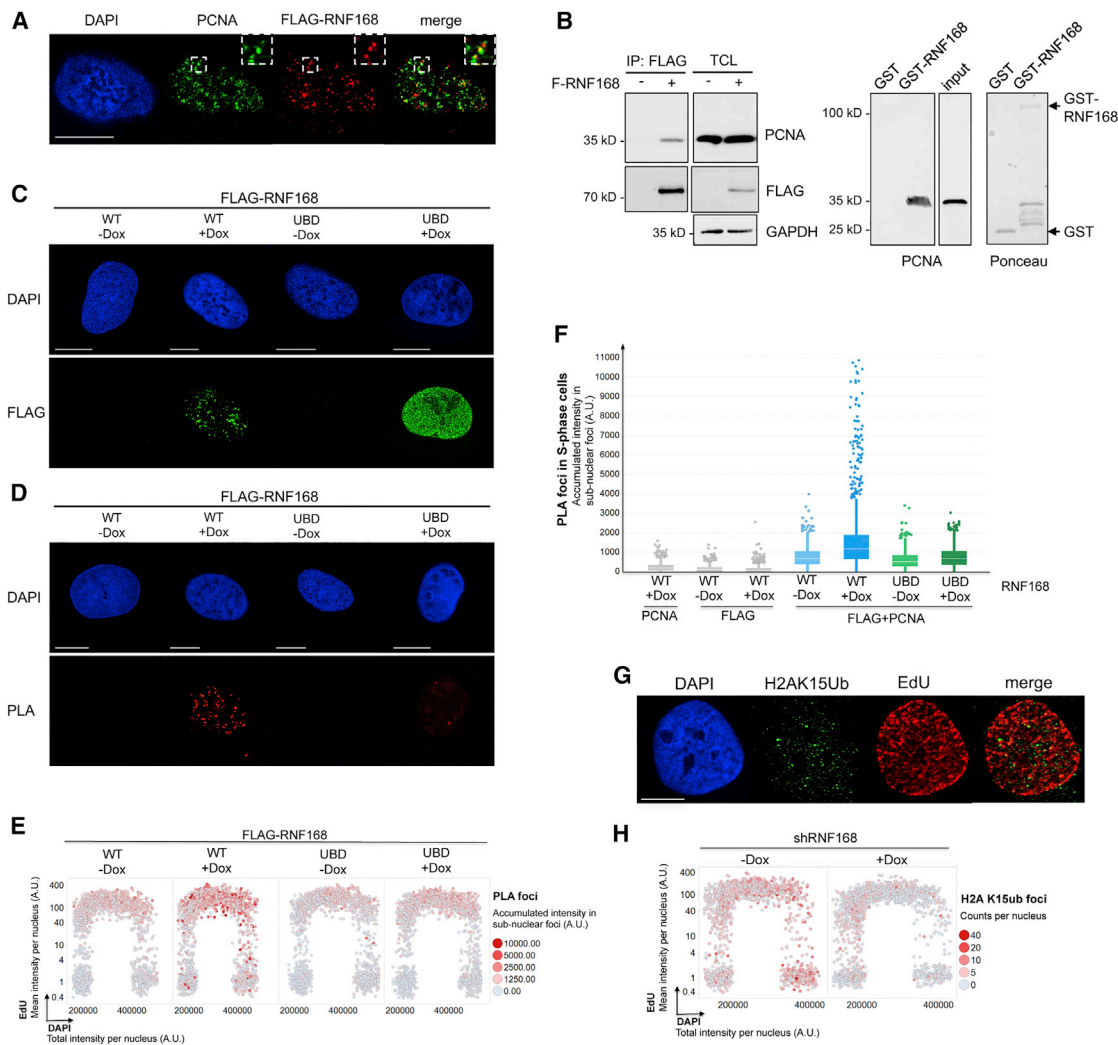 A
DAPI PCNA FLAG-RNF168 merge
B
IP: FLAG TCL
F-RNF168 - + - +
35 kD PCNA
70 kD FLAG
35 kD GAPDH
GST GST-RNF168 input GST GST-RNF168
100 kD
35 kD
25 kD
GST-
RNF168
GST
PCNA Ponceau
C
FLAG-RNF168
WT WT UBD UBD
-Dox +Dox -Dox +Dox
DAPI
FLAG
D
FLAG-RNF168
WT WT UBD UBD
-Dox +Dox -Dox +Dox
DAPI
PLA
E
FLAG-RNF168
WT WT UBD UBD
-Dox +Dox -Dox +Dox
EdU
Mean intensity per nucleus (A.U.)
400
100
40
10
4
1
0.4
200000 400000 200000 400000 200000 400000 200000 400000
DAPI
Total intensity per nucleus (A.U.)
PLA foci
Accumulated intensity in
sub-nuclear foci (A.U.)
10000.00
5000.00
2500.00
1250.00
0.00
F
PLA foci in S-phase cells
Accumulated intensity in
sub-nuclear foci (A.U.)
11000
10000
9000
8000
7000
6000
5000
4000
3000
2000
1000
0
WT WT WT WT WT UBD UBD
+Dox -Dox +Dox -Dox +Dox -Dox +Dox
RNF168
PCNA FLAG FLAG+PCNA
G
DAPI H2AK15Ub EdU merge
H
shRNF168
-Dox +Dox
EdU
Mean intensity per nucleus (A.U.)
400
100
40
10
4
1
0.4
200000 400000 200000 400000
DAPI
Total intensity per nucleus (A.U.)
H2A K15ub foci
Counts per nucleus
40
20
10
5
0